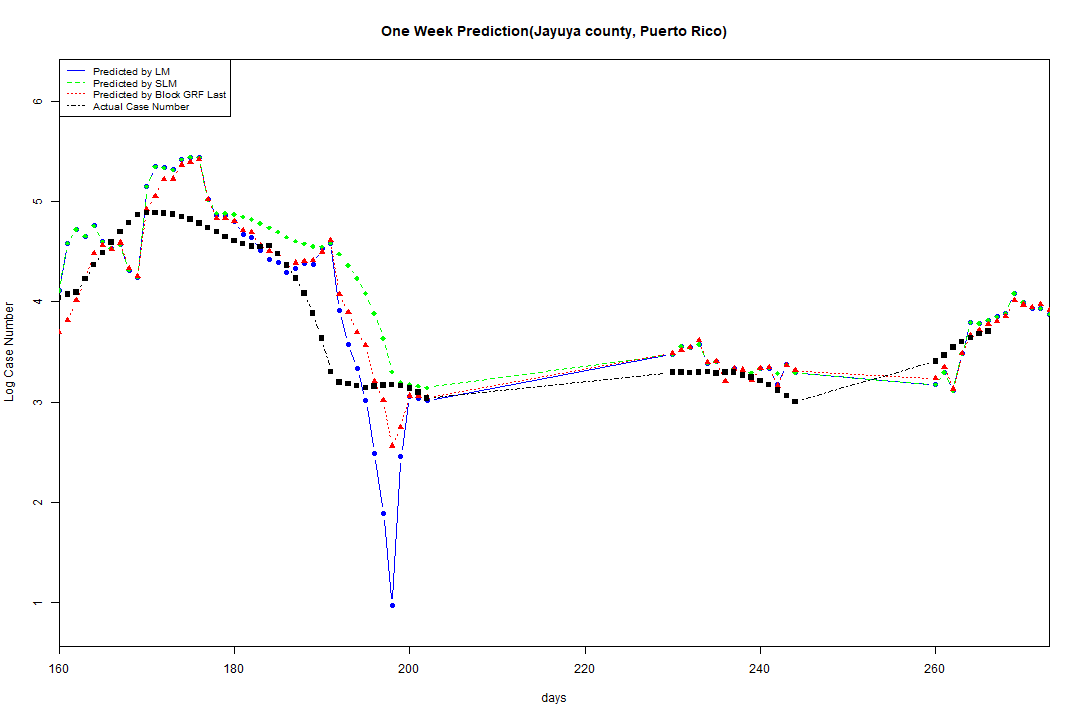 One Week Prediction(Jayuya county, Puerto Rico)
Predicted by LM
Predicted by SLM
Predicted by Block GRF Last
Actual Case Number
6
5
4
3
2
1
Log Case Number
160 180 200 220 240 260
days